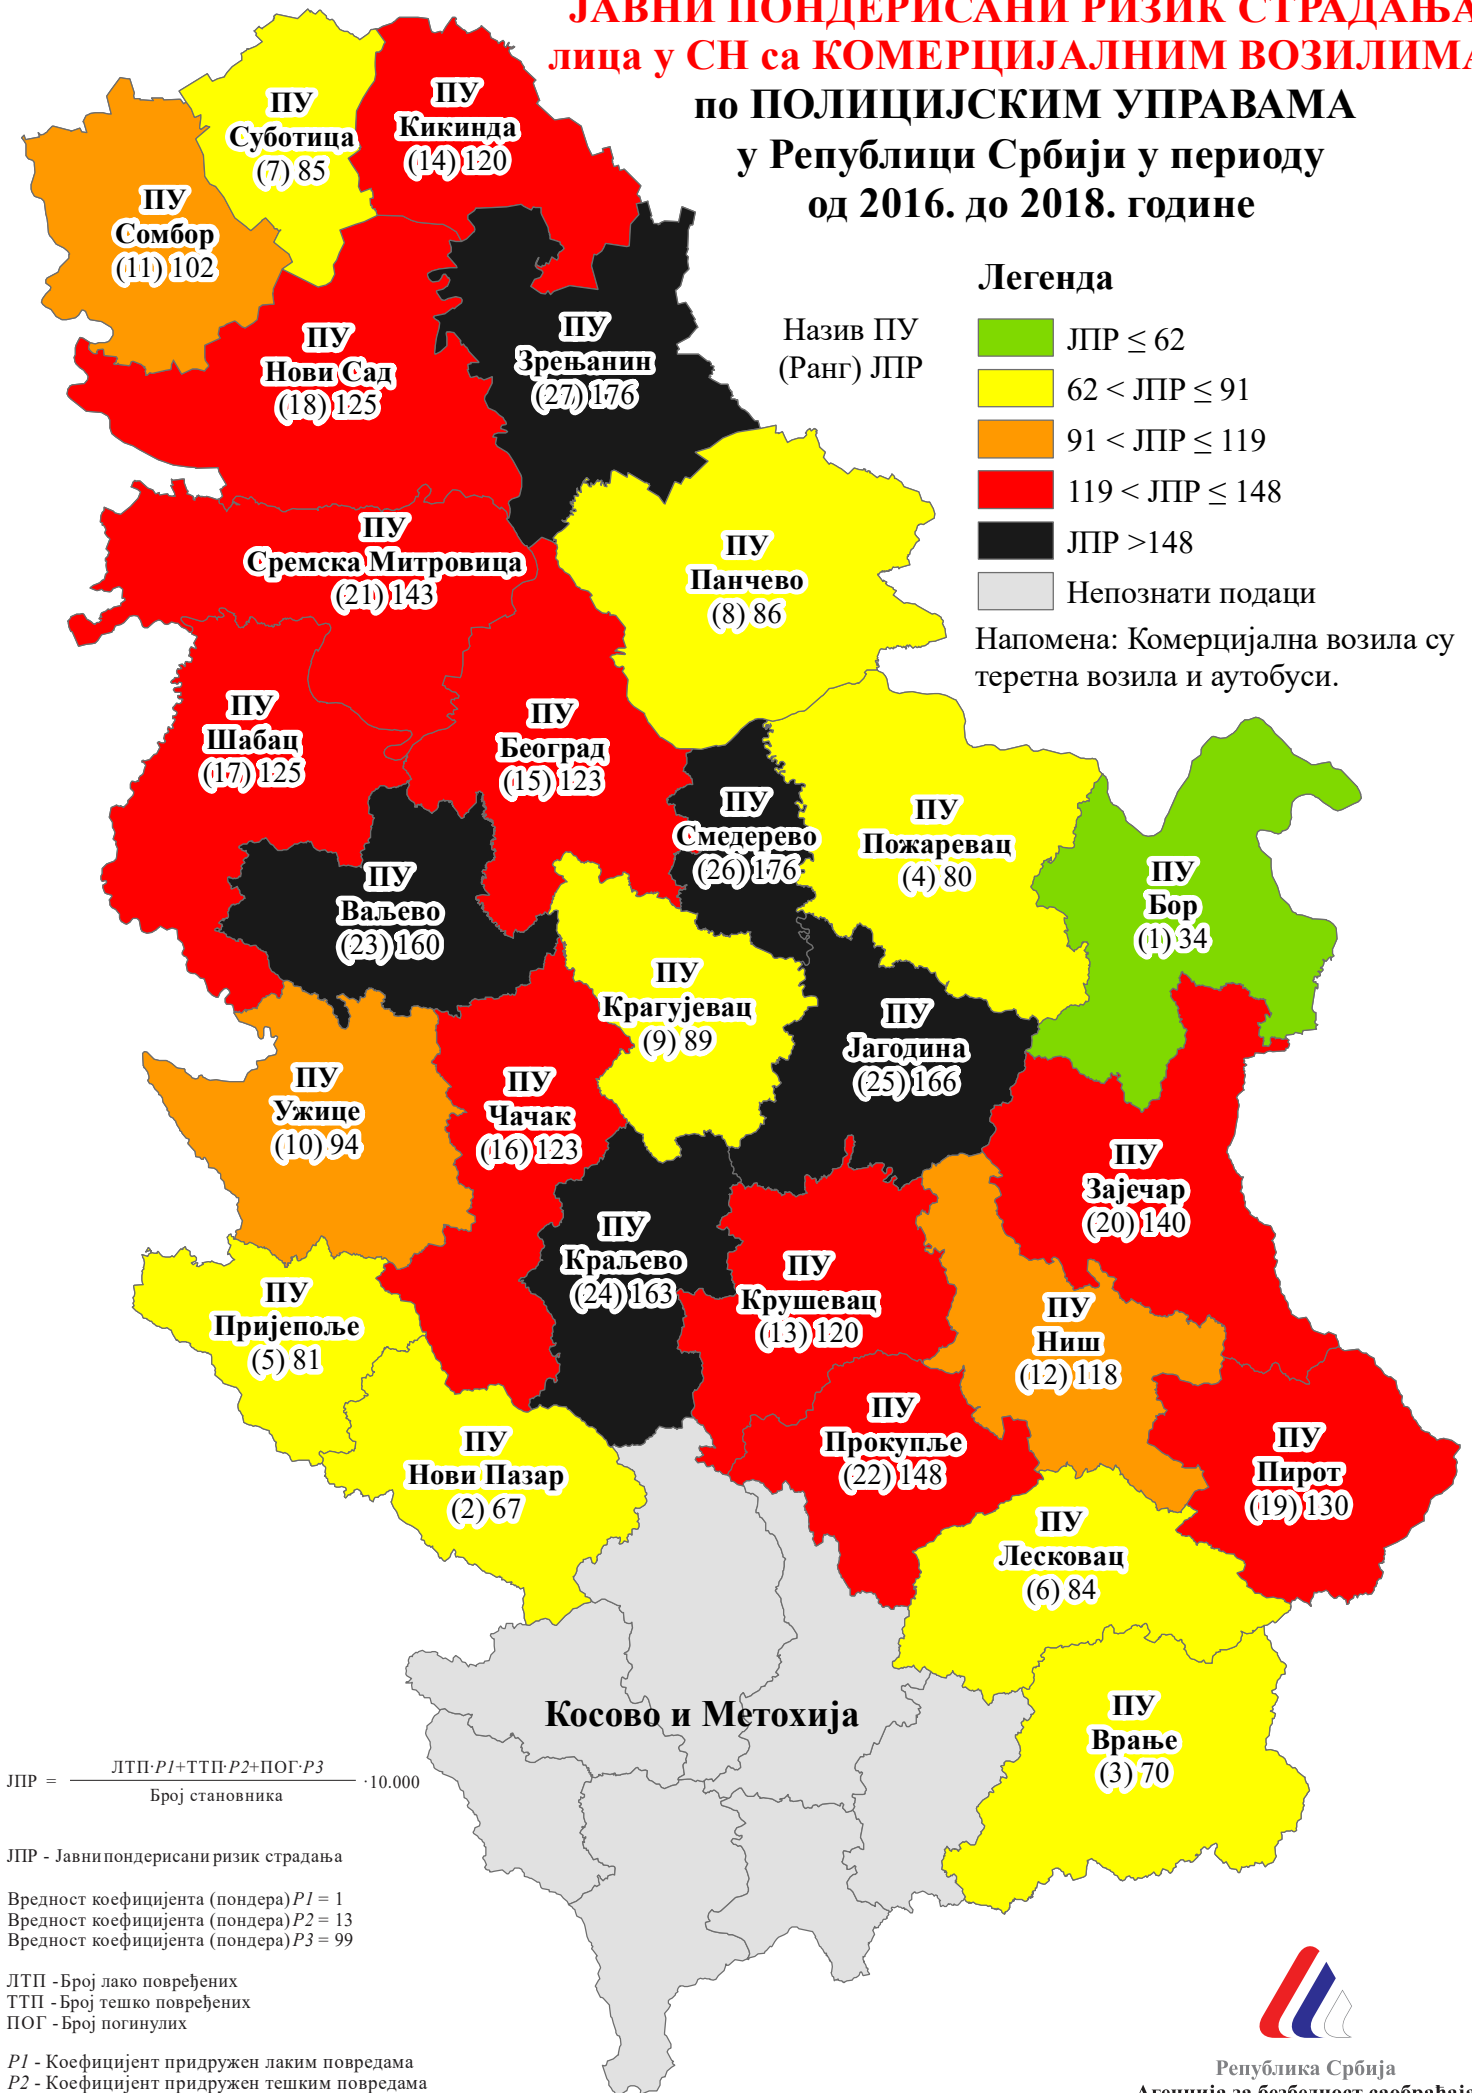 ЈАВНИ ПОНДЕРИСАНИ РИЗИК СТРАДАЊА
лица у СН са КОМЕРЦИЈАЛНИМ ВОЗИЛИМА
по ПОЛИЦИЈСКИМ УПРАВАМА
у Републици Србији у периоду
од 2016. до 2018. године
Легенда
Назив ПУ
(Ранг) ЈПР
ЈПР ≤ 62
62 < ЈПР ≤ 91
91 < ЈПР ≤ 119
119 < ЈПР ≤ 148
ЈПР >148
Непознати подаци
Напомена: Комерцијална возила су
теретна возила и аутобуси.
ПУ
Суботица
(7) 85
ПУ
Кикинда
(14) 120
ПУ
Сомбор
(11) 102
ПУ
Нови Сад
(18) 125
ПУ
Зрењанин
(27) 176
ПУ
Сремска Митровица
(21) 143
ПУ
Панчево
(8) 86
ПУ
Шабац
(17) 125
ПУ
Београд
(15) 123
ПУ
Смедерево
(26) 176
ПУ
Пожаревац
(4) 80
ПУ
Бор
(1) 34
ПУ
Ваљево
(23) 160
ПУ
Крагујевац
(9) 89
ПУ
Јагодина
(25) 166
ПУ
Ужице
(10) 94
ПУ
Чачак
(16) 123
ПУ
Зајечар
(20) 140
ПУ
Краљево
(24) 163
ПУ
Крушевац
(13) 120
ПУ
Ниш
(12) 118
ПУ
Пријепоље
(5) 81
ПУ
Прокупље
(22) 148
ПУ
Пирот
(19) 130
ПУ
Нови Пазар
(2) 67
ПУ
Лесковац
(6) 84
ПУ
Врање
(3) 70
Косово и Метохија
ЈПР = ЛТП·P1+ТТП·P2+ПОГ·P3 ·10.000
Број становника
ЈПР - Јавни пондерисани ризик страдања
Вредност коефицијента (пондера) P1 = 1
Вредност коефицијента (пондера) P2 = 13
Вредност коефицијента (пондера) P3 = 99
ЛТП - Број лако повређених
ТТП - Број тешко повређених
ПОГ - Број погинулих
P1 - Коефицијент придружен лаким повредама
P2 - Коефицијент придружен тешким повредама
Република Србија
Агенција за безбедност саобраћаја